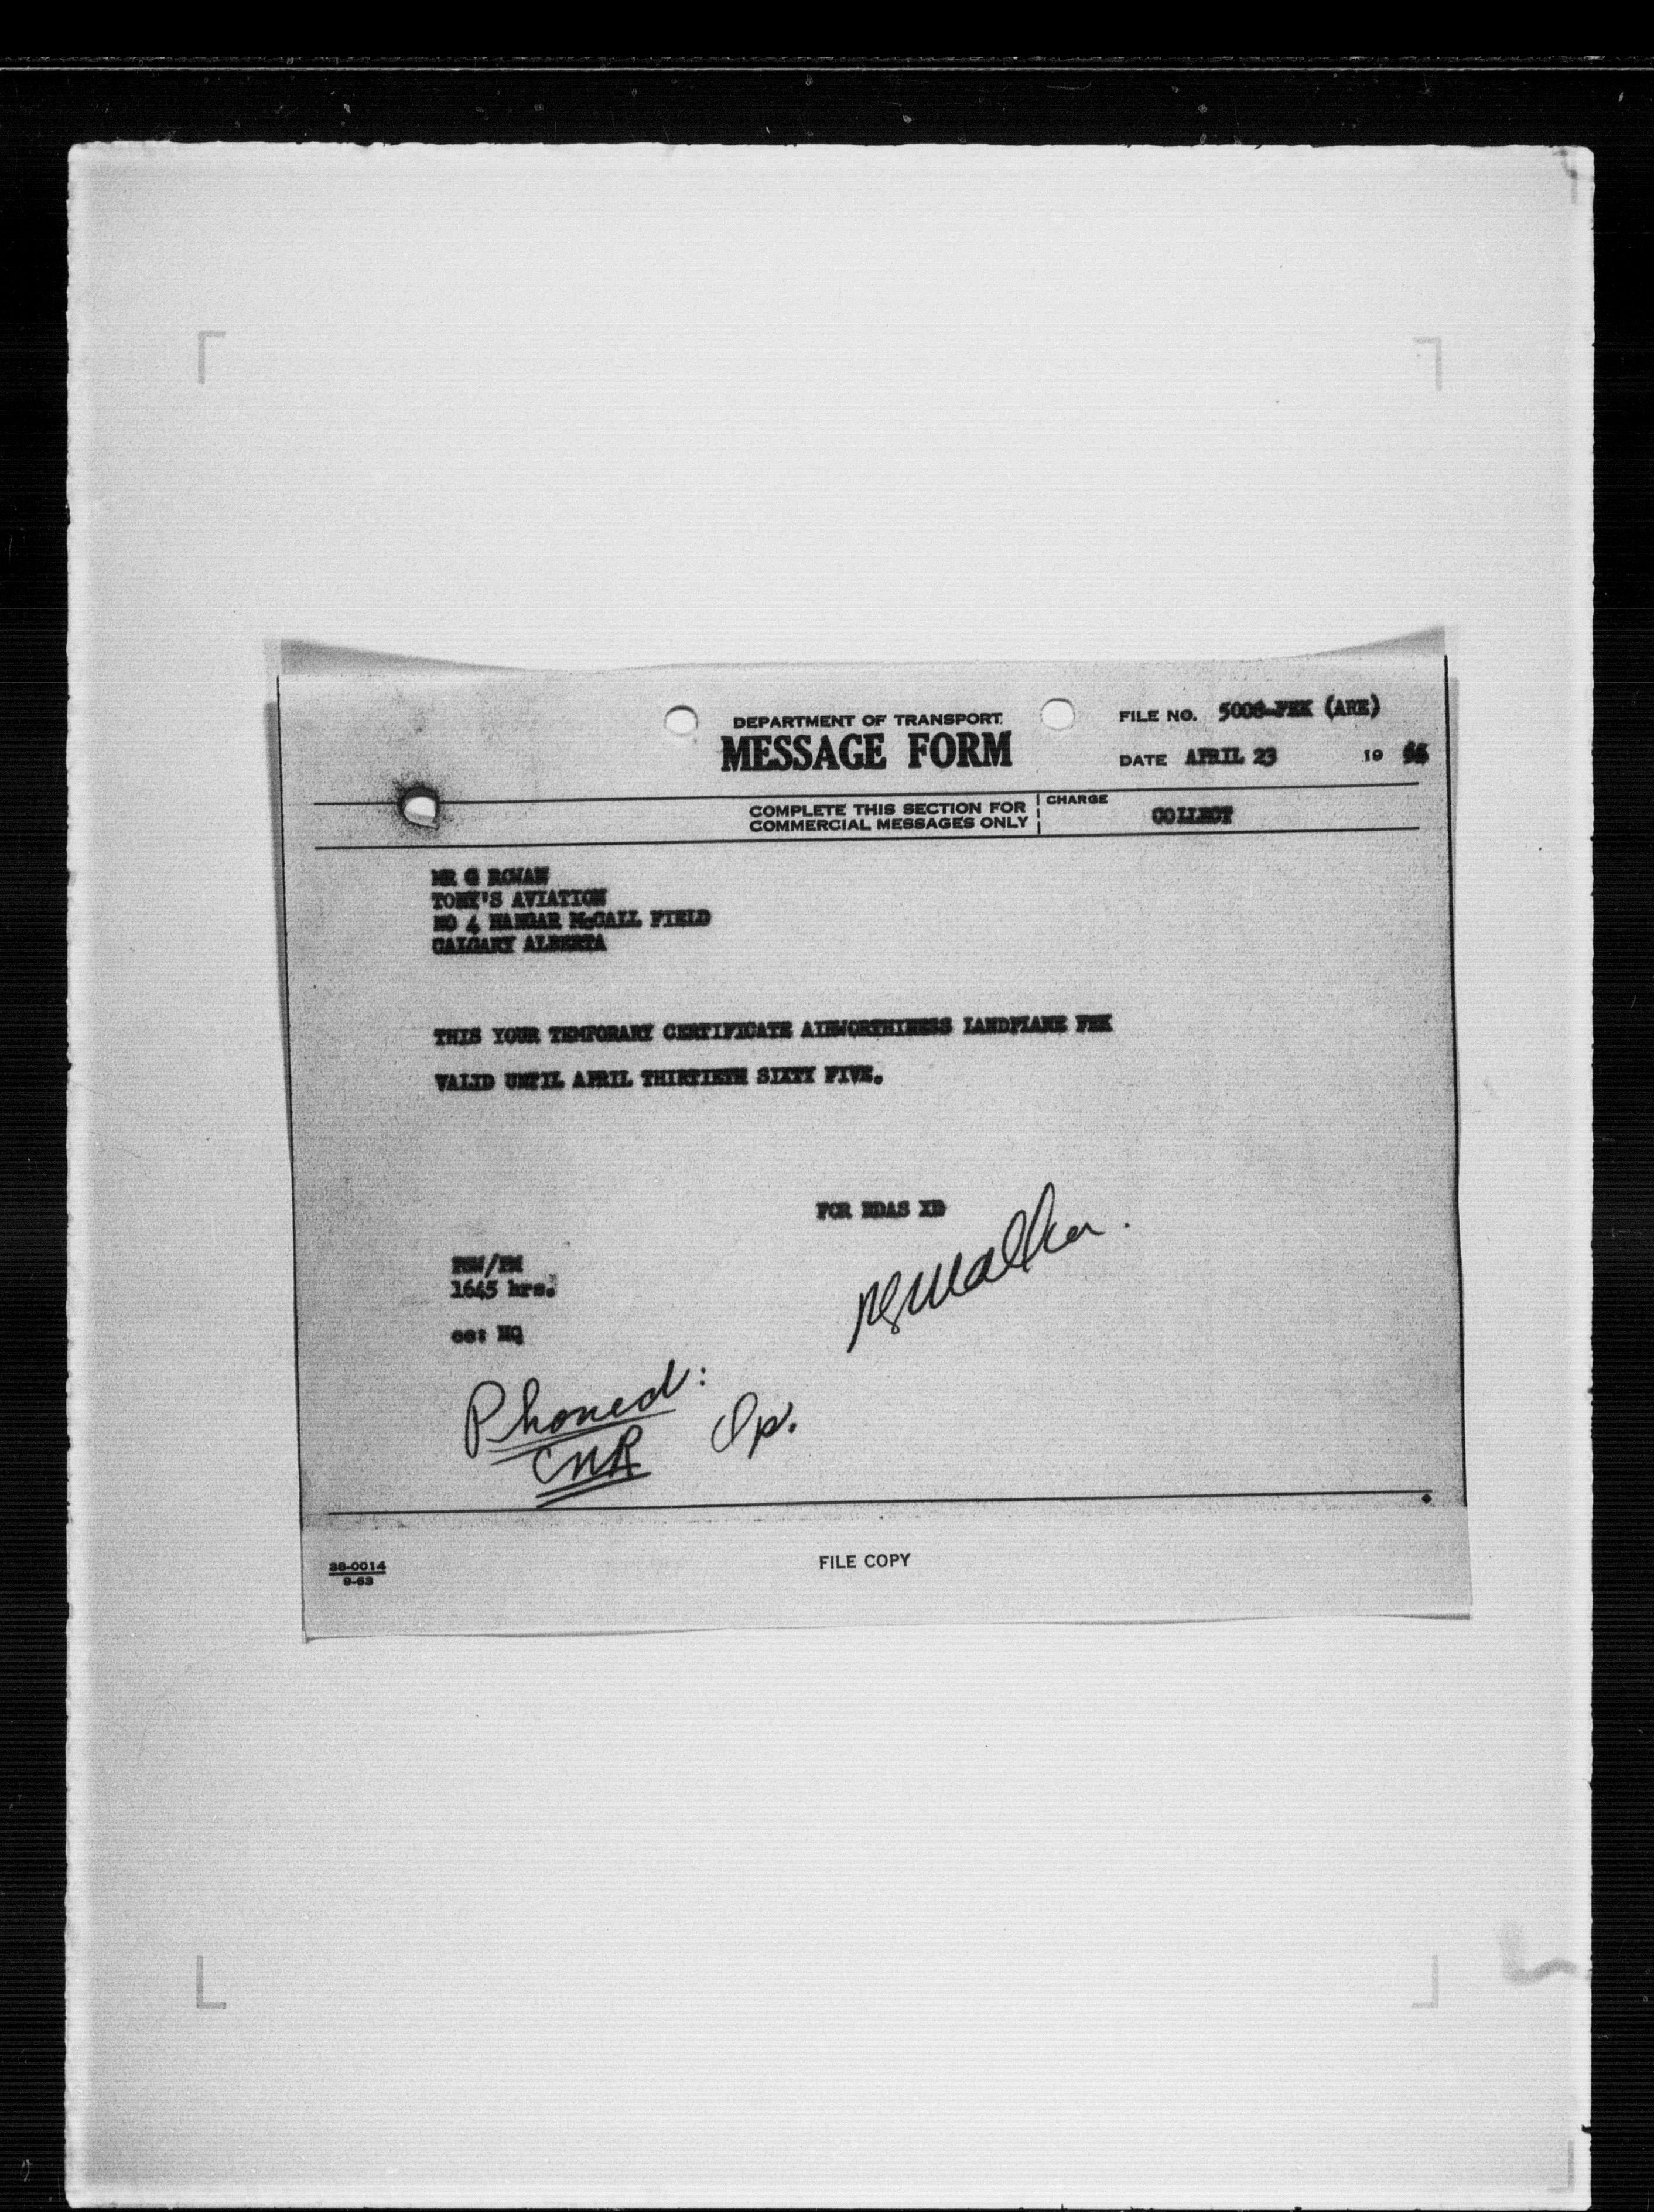 DEPARTMENT OF TRANSPORT
MESSAGE FORM
FILE NO. 5008-FEK (ARE)
DATE APRIL 23 19
COMPLETE THIS SECTION FOR
COMMERCIAL MESSAGES ONLY
CHARGE
COLLECT
MR G ROWAN
TONY'S AVIATION
NO 4 HANGAR McCALL FIELD
CALGARY ALBERTA
THIS YOUR TEMPORARY CERTIFICATE AIRWORTHINESS LANDPLANE FEK
VALID UNTIL APRIL THIRTIETH SIXTY FIVE.
FOR RDAS XD
1645 hrs.
cc: HQ
Phoned:
CNR
Op.
38-0014
9-63
FILE COPY